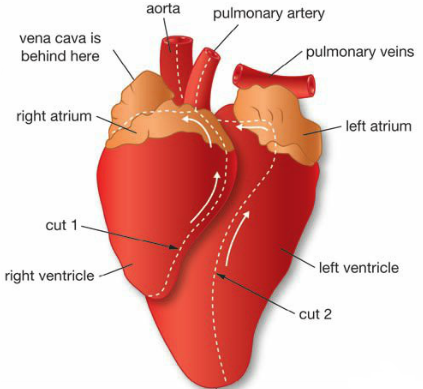 aorta
pulmonary artery
vena cava is
behind here
pulmonary veins
right atrium
left atrium
cut 1
right ventricle
left ventricle
cut 2